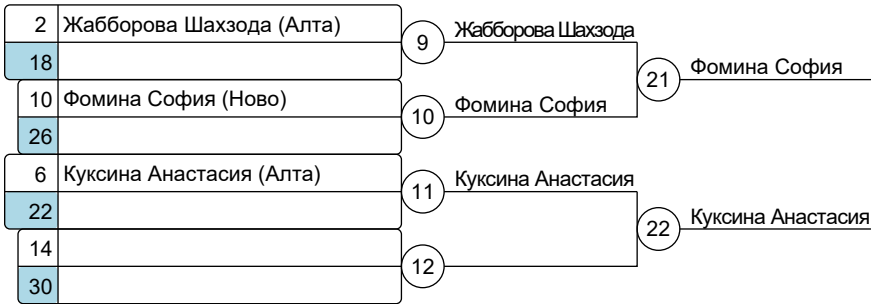 2 Жабборова Шахзода (Алта)
9 Жабборова Шахзода
18
21 Фомина София
10 Фомина София (Ново)
10 Фомина София
26
6 Куксина Анастасия (Алта)
11 Куксина Анастасия
22
22 Куксина Анастасия
14
12
30